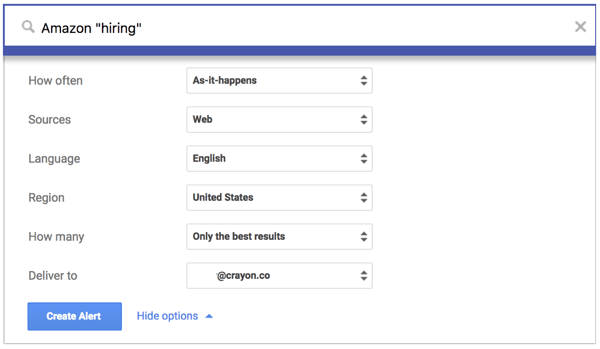 Amazon "hiring"
How often As-it-happens
Sources Web
Language English
Region United States
How many Only the best results
Deliver to @crayon.co
Create Alert Hide options